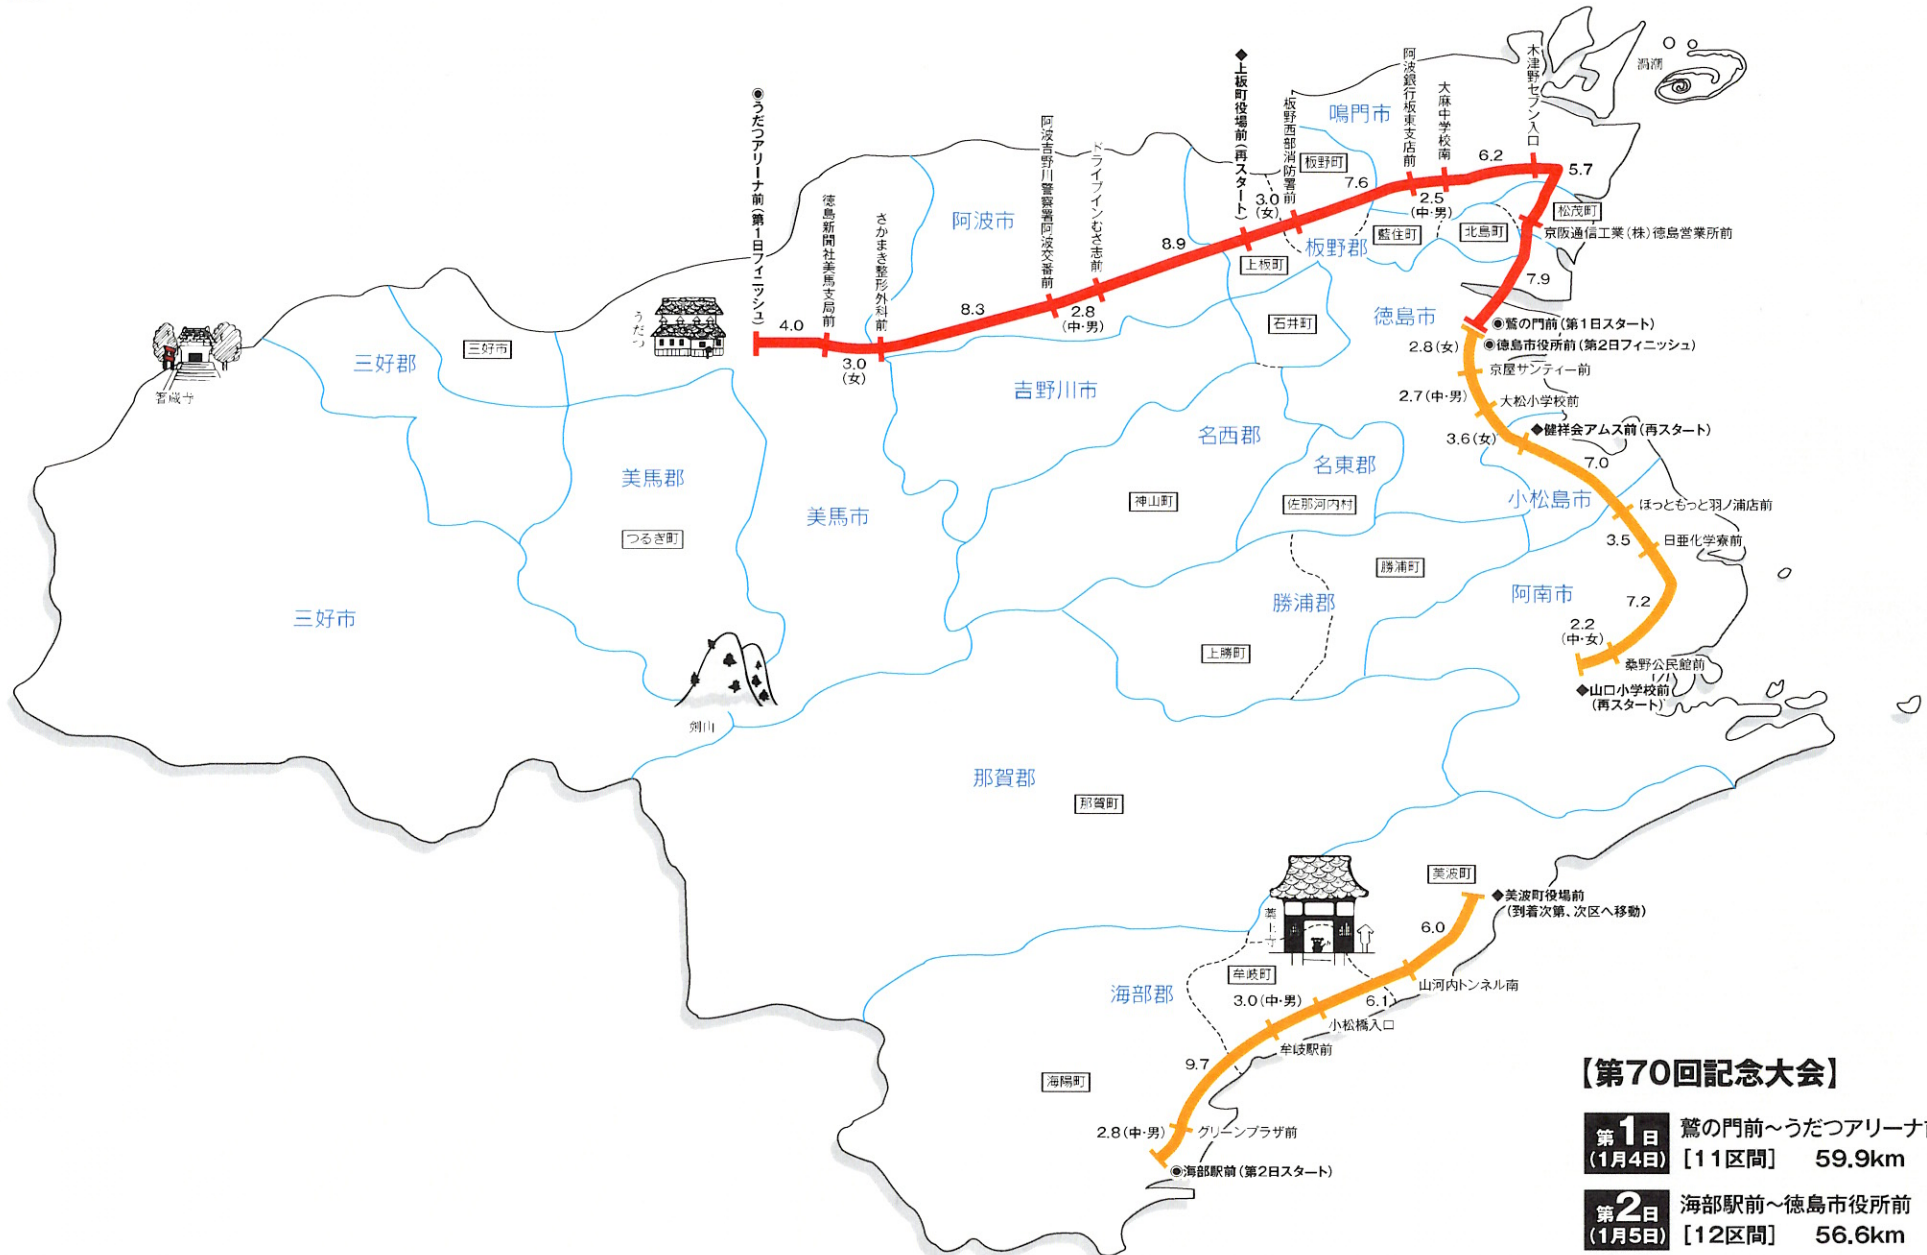 渦潮
木津野セブン入口
大麻中学校南
阿波銀行板東支店前
板野西部消防署前
◆上板町役場前(再スタート)
ドライブインむさ志前
阿波吉野川警察署阿波交番前
さかまき整形外科前
徳島新聞社美馬支局前
◉うだつアリーナ前(第1日フィニッシュ)
鳴門市
板野町
6.2
5.7
7.6
2.5
(中・男)
3.0
(女)
松茂町
京阪通信工業(株)徳島営業所前
北島町
藍住町
板野郡
上板町
阿波市
8.9
7.9
8.3
2.8
(中・男)
4.0
3.0
(女)
うだつ
石井町
徳島市
◉鷲の門前(第1日スタート)
◉徳島市役所前(第2日フィニッシュ)
2.8(女)
京屋サンティー前
2.7(中・男)
大松小学校前
3.6(女)
◆健祥会アムス前(再スタート)
7.0
三好市
三好郡
箸蔵寺
吉野川市
名西郡
名東郡
美馬郡
美馬市
神山町
佐那河内村
小松島市
ほっともっと羽ノ浦店前
3.5
日亜化学寮前
つるぎ町
勝浦町
勝浦郡
阿南市
7.2
三好市
2.2
(中・女)
上勝町
桑野公民館前
◆山口小学校前
(再スタート)
剣山
那賀郡
那賀町
美波町
◆美波町役場前
(到着次第、次区へ移動)
薬王寺
6.0
牟岐町
山河内トンネル南
海部郡
3.0(中・男)
6.1
小松橋入口
牟岐駅前
9.7
海陽町
2.8(中・男)
グリーンプラザ前
◉海部駅前(第2日スタート)
【第70回記念大会】
第1日
(1月4日)
鷲の門前～うだつアリーナ前
[11区間] 59.9km
第2日
(1月5日)
海部駅前～徳島市役所前
[12区間] 56.6km